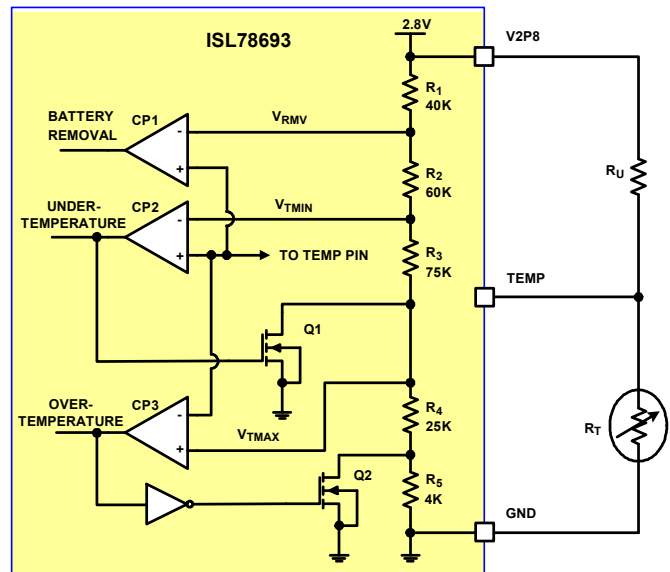 2.8V
V2P8
ISL78693
R1
40K
BATTERY
REMOVAL
CP1
VRMV
-
+
R2
60K
RU
UNDER-
TEMPERATURE
CP2
VTMIN
-
+
TO TEMP PIN
R3
75K
TEMP
Q1
OVER-
TEMPERATURE
CP3
-
+
VTMAX
R4
25K
RT
Q2
R5
4K
GND